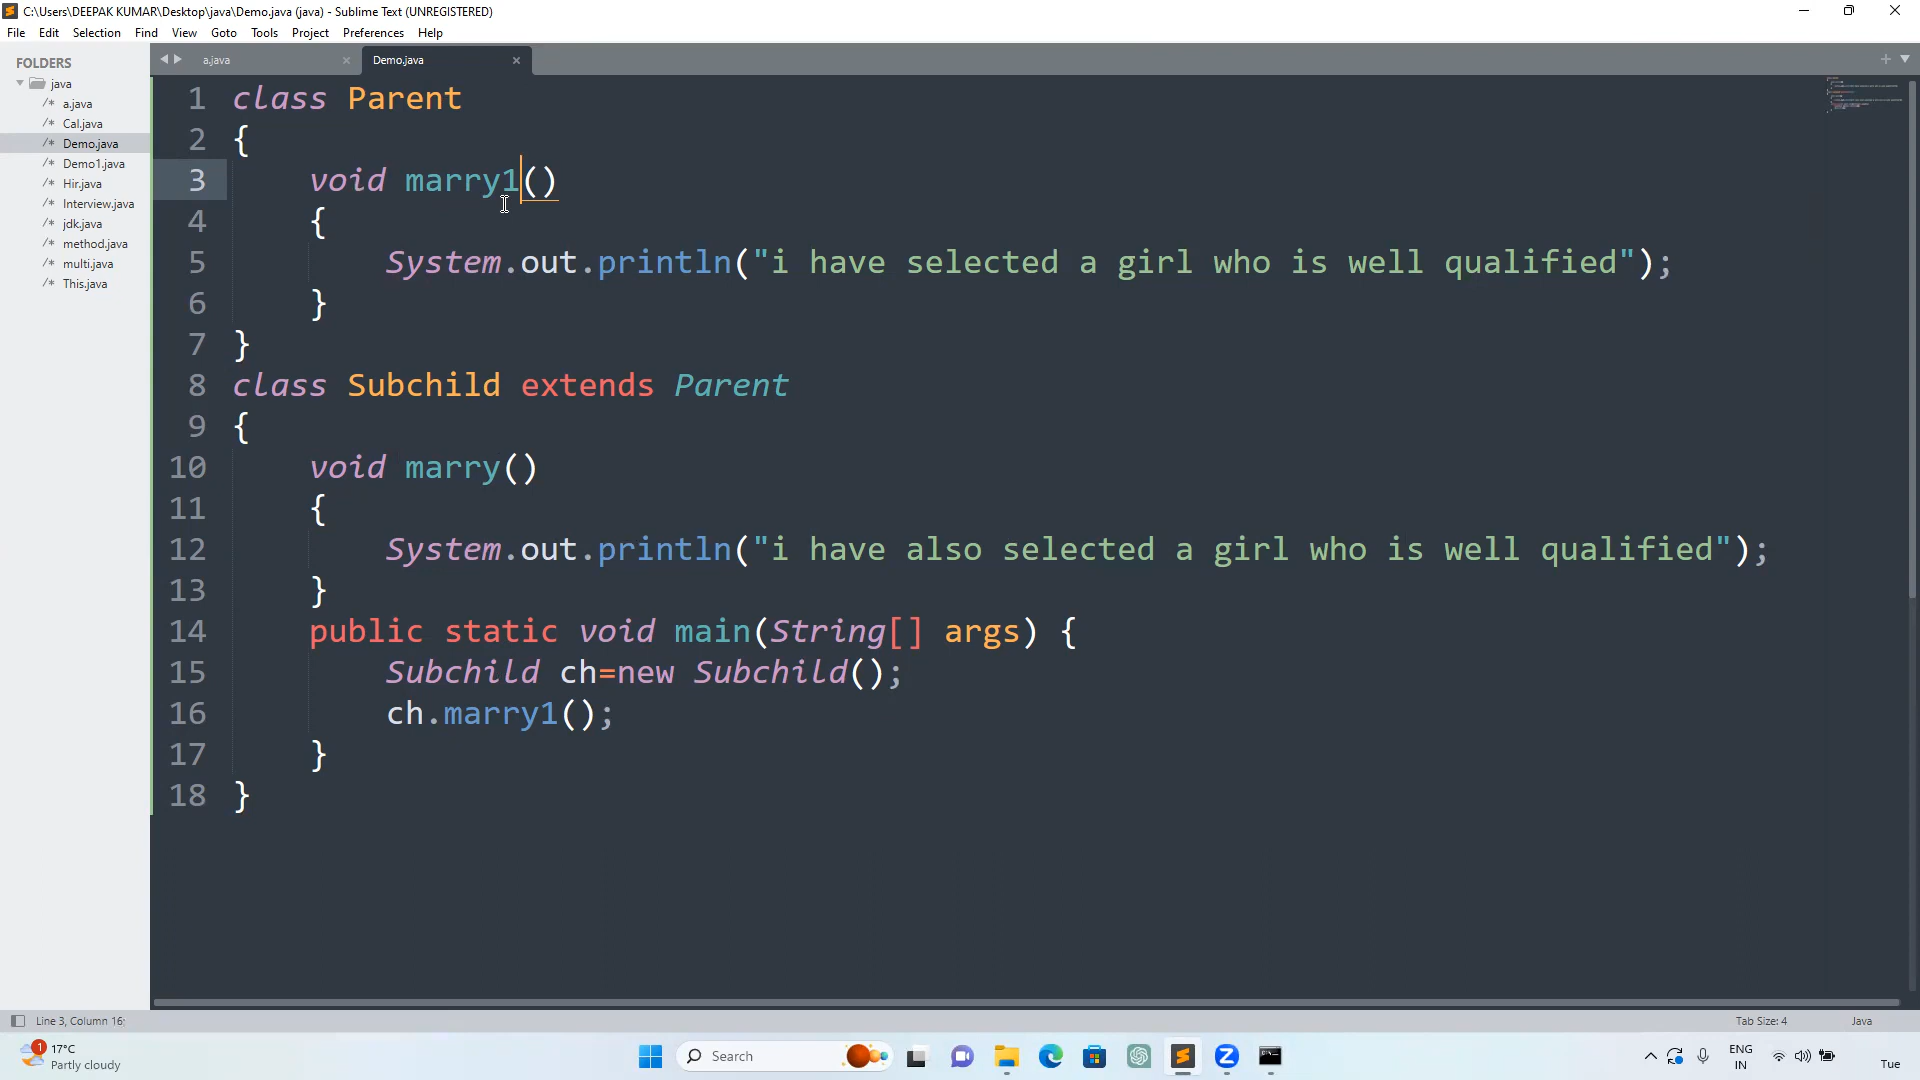 C:\Users\DEEPAK KUMAR\Desktop\java\Demo.java (java) - Sublime Text (UNREGISTERED)
File Edit Selection Find View Goto Tools Project Preferences Help
FOLDERS
java
/* a.java
/* Cal.java
/* Demo.java
/* Demo1.java
/* Hir.java
/* Interview.java
/* jdk.java
/* method.java
/* multi.java
/* This.java
a.java Demo.java
1 class Parent
2 {
3 void marry1()
4 {
5 System.out.println("i have selected a girl who is well qualified");
6 }
7 }
8 class Subchild extends Parent
9 {
10 void marry()
11 {
12 System.out.println("i have also selected a girl who is well qualified");
13 }
14 public static void main(String[] args) {
15 Subchild ch=new Subchild();
16 ch.marry1();
17 }
18 }
Line 3, Column 16 Tab Size: 4 Java
1
17°C
Partly cloudy
Search
ENG
IN
Tue